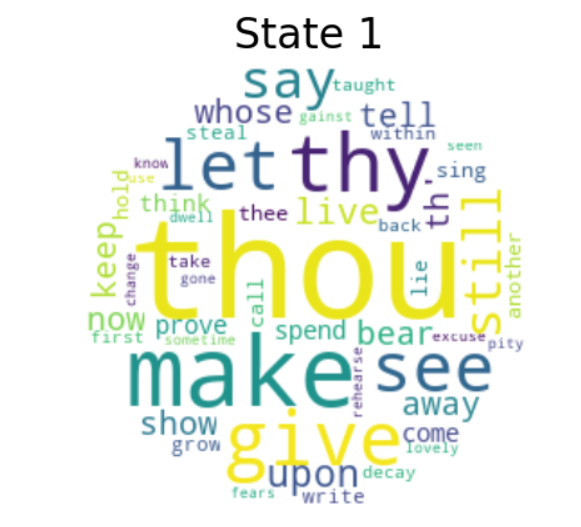 State 1
say taught
whose gainst tell
steal within
let thy seen
know sing
use
hold think thee live th'
dwell back
thou still
keep take lie another
change gone
call
now prove spend bear excuse
first sometime pity
make rehearse see
away
show give come
grow lovely
upon decay
fears write